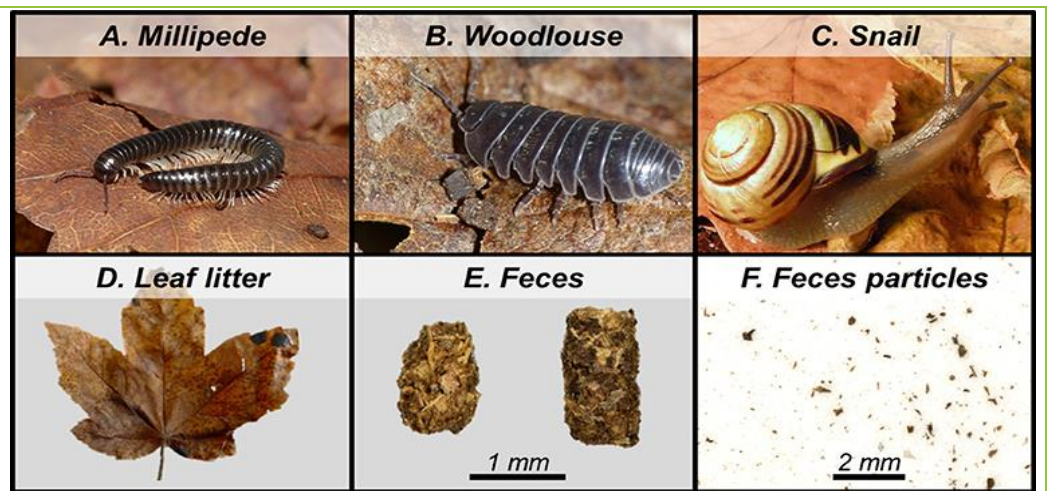 A. Millipede
B. Woodlouse
C. Snail
D. Leaf litter
E. Feces
F. Feces particles
1 mm
2 mm